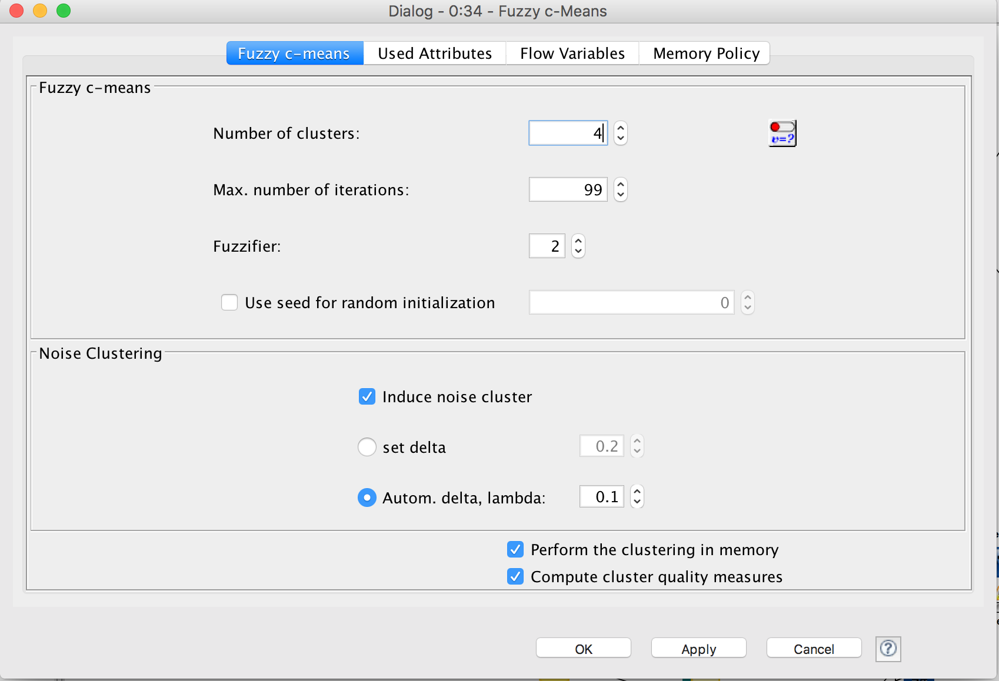 Dialog - 0:34 - Fuzzy c-Means
Fuzzy c-means Used Attributes Flow Variables Memory Policy
Fuzzy c-means
Number of clusters: 4
v=?
Max. number of iterations: 99
Fuzzifier: 2
Use seed for random initialization 0
Noise Clustering
Induce noise cluster
set delta 0.2
Autom. delta, lambda: 0.1
Perform the clustering in memory
Compute cluster quality measures
OK Apply Cancel ?